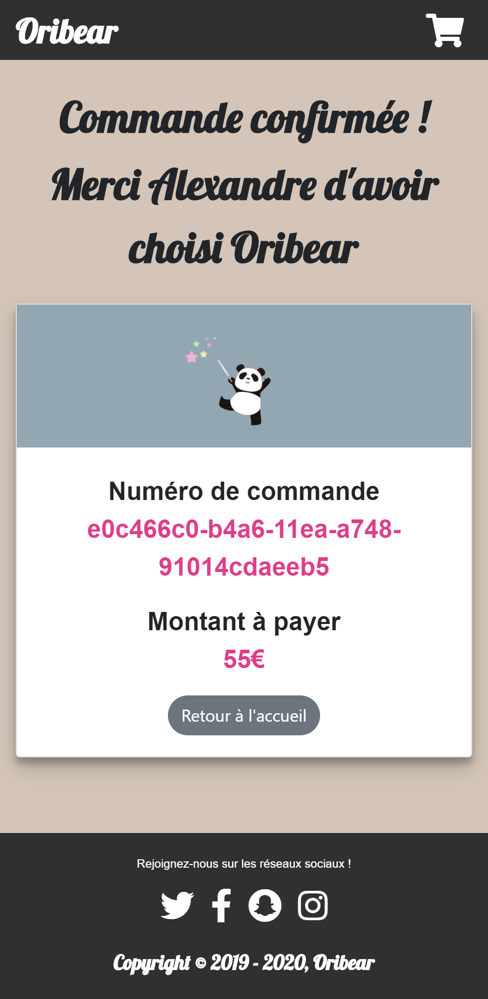 Oribear
Commande confirmée !
Merci Alexandre d'avoir
choisi Oribear
Numéro de commande
e0c466c0-b4a6-11ea-a748-
91014cdaeeb5
Montant à payer
55€
Retour à l'accueil
Rejoignez-nous sur les réseaux sociaux !
Copyright © 2019 - 2020, Oribear